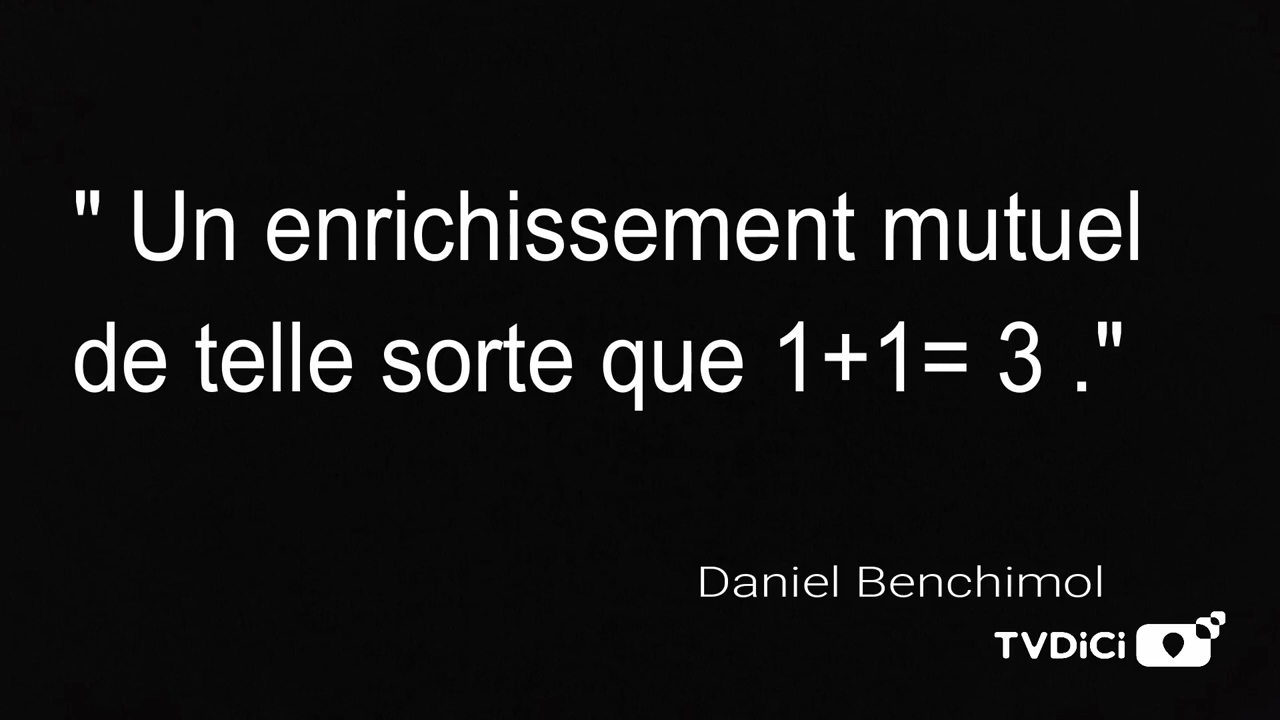 " Un enrichissement mutuel
de telle sorte que 1+1= 3 ."
Daniel Benchimol
TVDiCi